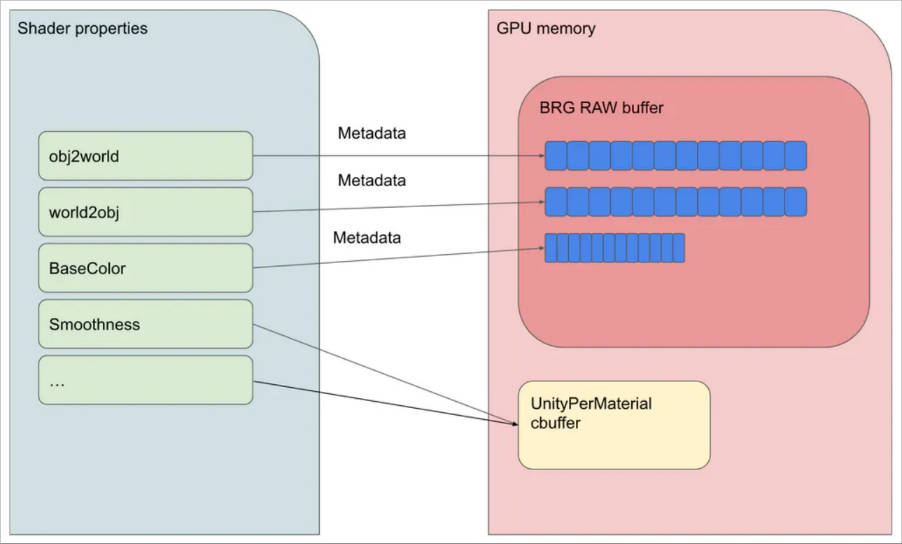 Shader properties
obj2world
world2obj
BaseColor
Smoothness
…
Metadata
Metadata
Metadata
GPU memory
BRG RAW buffer
UnityPerMaterial
cbuffer